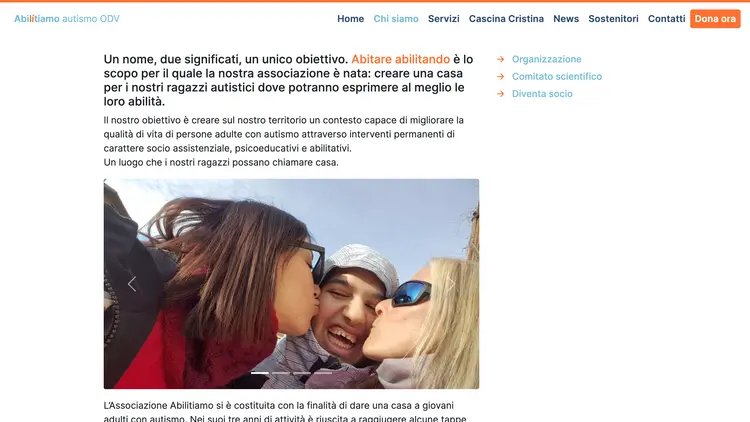 Abilitiamo autismo ODV
Home Chi siamo Servizi Cascina Cristina News Sostenitori Contatti Dona ora
Un nome, due significati, un unico obiettivo. Abitare abilitando è lo
scopo per il quale la nostra associazione è nata: creare una casa
per i nostri ragazzi autistici dove potranno esprimere al meglio le
loro abilità.
Il nostro obiettivo è creare sul nostro territorio un contesto capace di migliorare la
qualità di vita di persone adulte con autismo attraverso interventi permanenti di
carattere socio assistenziale, psicoeducativi e abilitativi.
Un luogo che i nostri ragazzi possano chiamare casa.
→ Organizzazione
→ Comitato scientifico
→ Diventa socio
L'Associazione Abilitiamo si è costituita con la finalità di dare una casa a giovani
adulti con autismo. Nei suoi tre anni di attività è riuscita a raggiugere alcune tappe